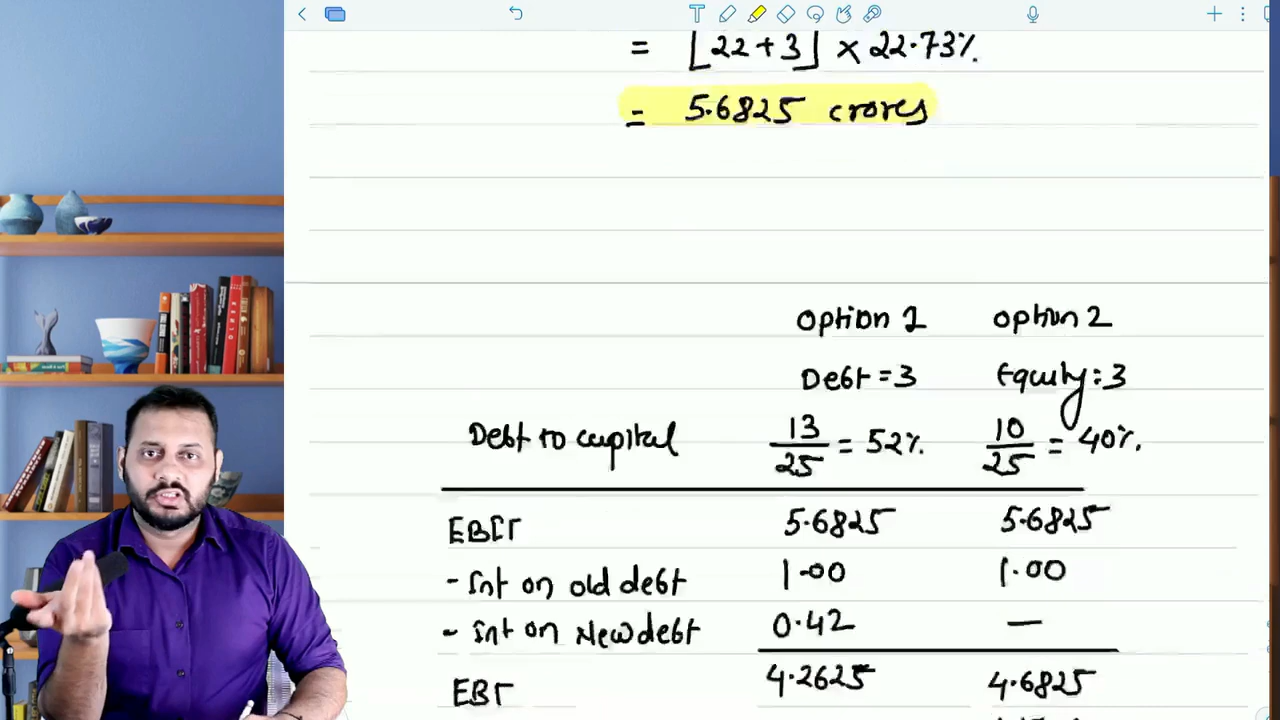 = [22+3] × 22.73%
= 5.6825 crores
Option 1 Option 2
Debt = 3 Equity: 3
Debt to capital 13/25 = 52% 10/25 = 40%
EBIT 5.6825 5.6825
- Int on old debt 1.00 1.00
- Int on New debt 0.42 —
EBT 4.2625 4.6825